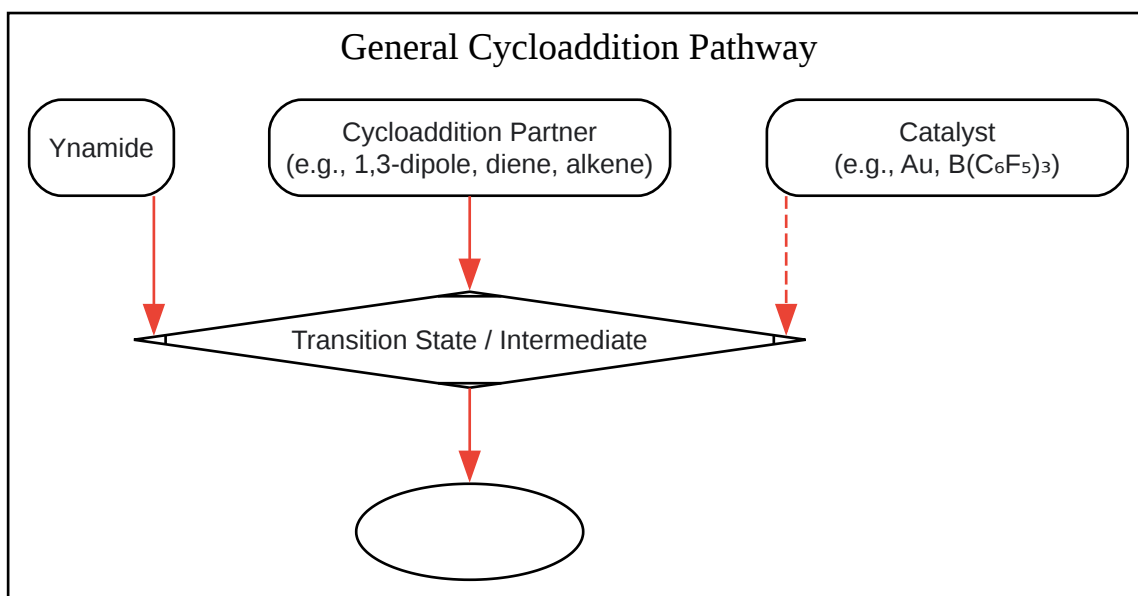 General Cycloaddition Pathway
Ynamide
Cycloaddition Partner
(e.g., 1,3-dipole, diene, alkene)
Catalyst
(e.g., Au, B(C₆F₅)₃)
Transition State / Intermediate